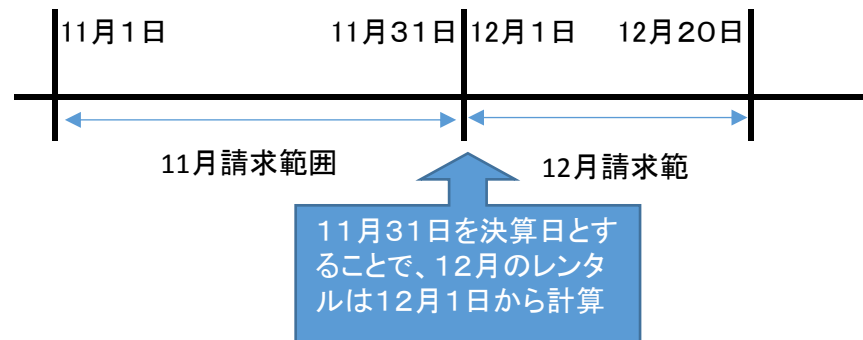 11月１日 11月３１日 12月１日 12月２０日
11月請求範囲 12月請求範
１１月３１日を決算日とす
ることで、１２月のレンタ
ルは１２月１日から計算